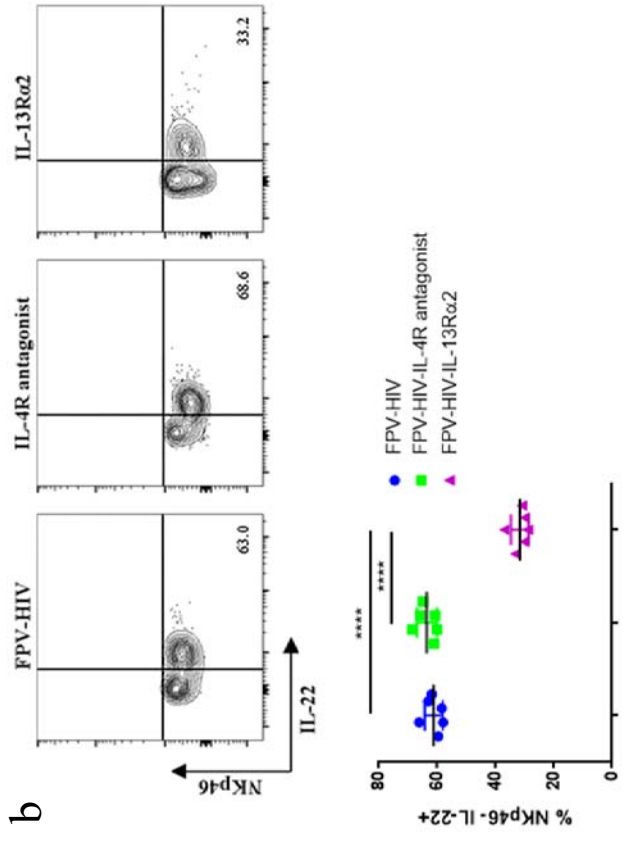 b
FPV-HIV
IL-4R antagonist
IL-13Rα2
63.0
68.6
33.2
NKp46
IL-22
% NKp46- IL-22+
80
60
40
20
0
****
****
FPV-HIV
FPV-HIV-IL-4R antagonist
FPV-HIV-IL-13Rα2